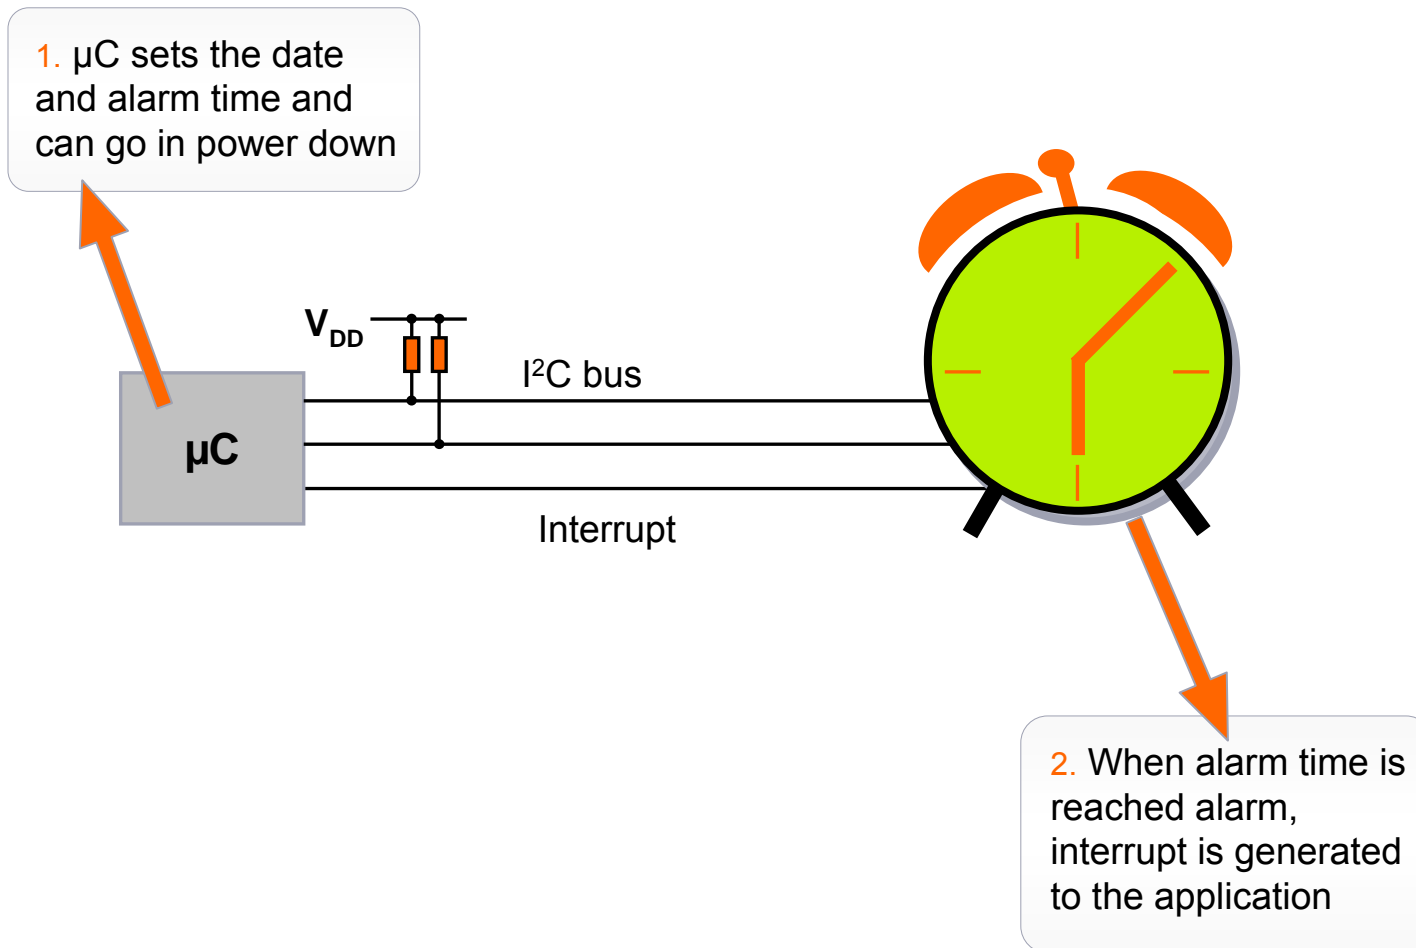 1. µC sets the date
and alarm time and
can go in power down
VDD
I²C bus
µC
Interrupt
2. When alarm time is
reached alarm,
interrupt is generated
to the application